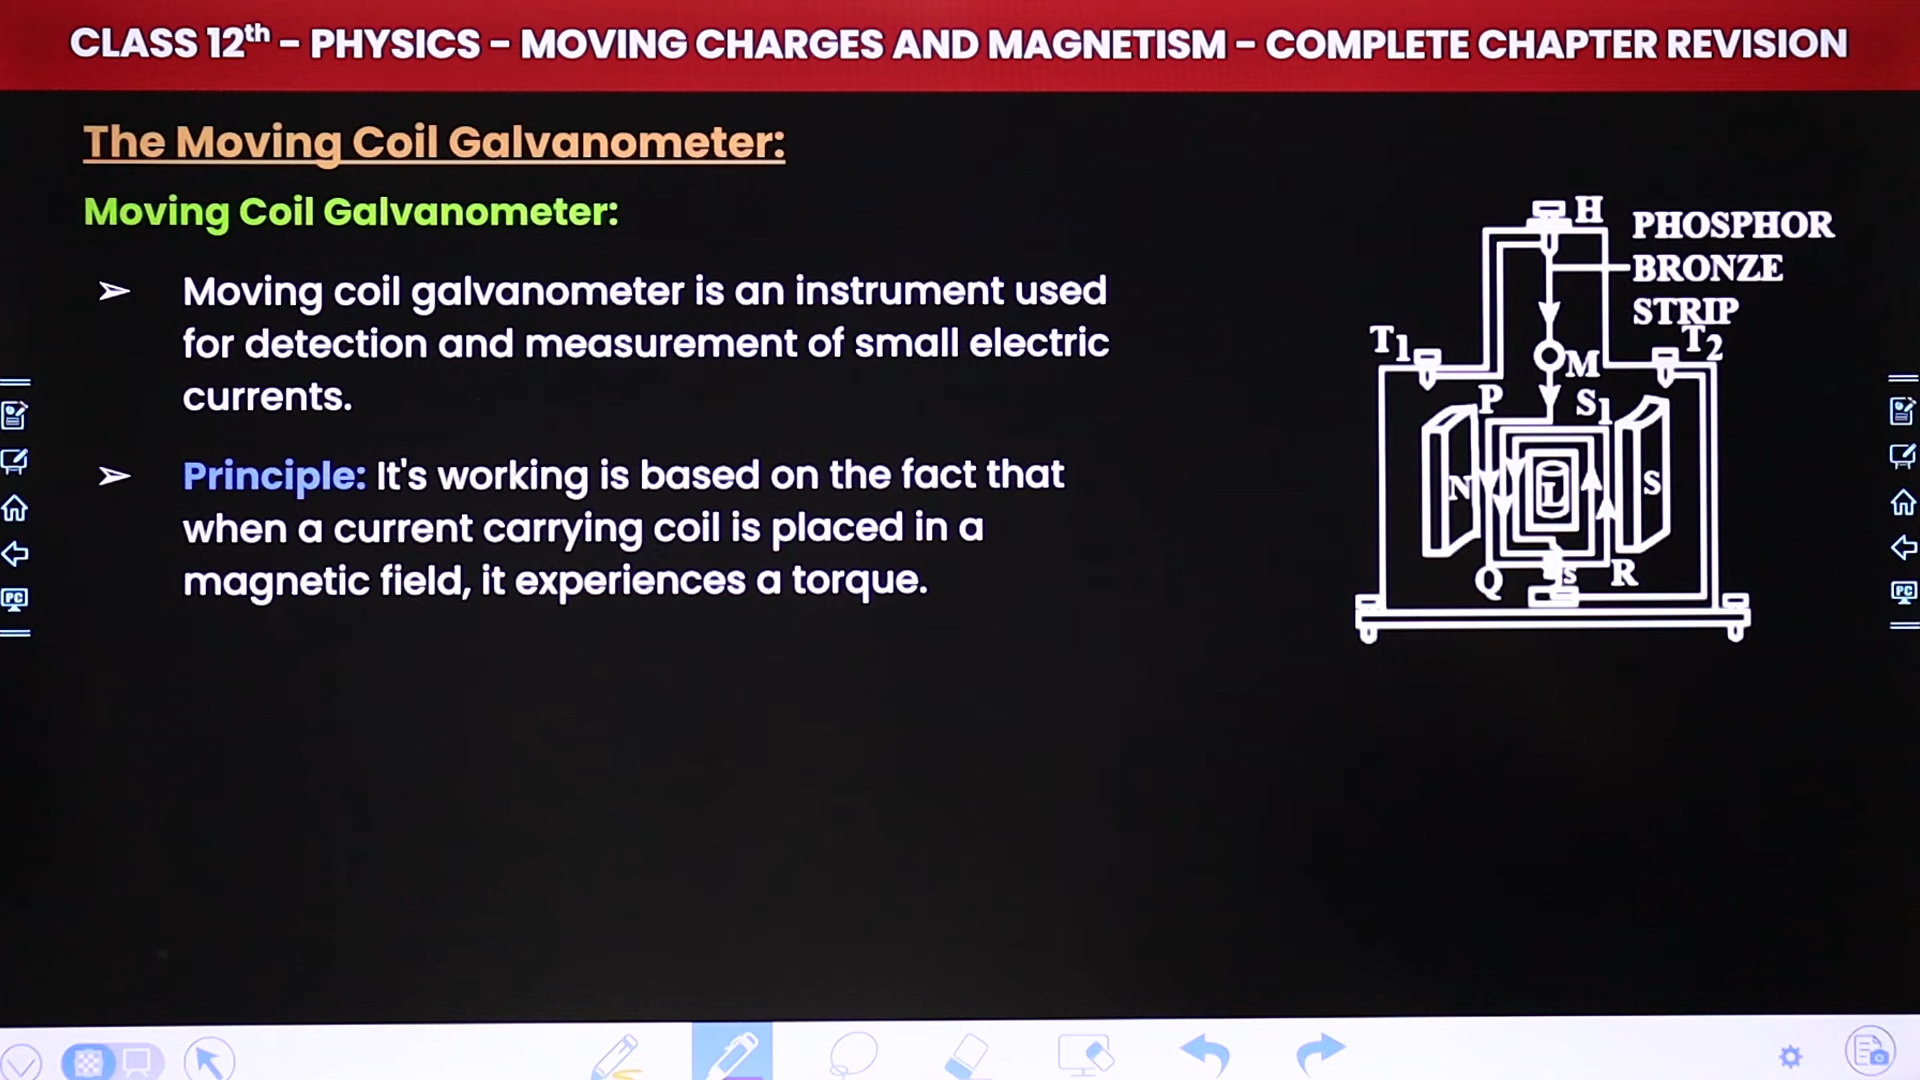 CLASS 12th – PHYSICS – MOVING CHARGES AND MAGNETISM – COMPLETE CHAPTER REVISION
The Moving Coil Galvanometer:
Moving Coil Galvanometer:
➢ Moving coil galvanometer is an instrument used
for detection and measurement of small electric
currents.
➢ Principle: It's working is based on the fact that
when a current carrying coil is placed in a
magnetic field, it experiences a torque.
H
PHOSPHOR
BRONZE
STRIP
T1
T2
M
P
S1
N
L
S
Q
s
R
PC
PC